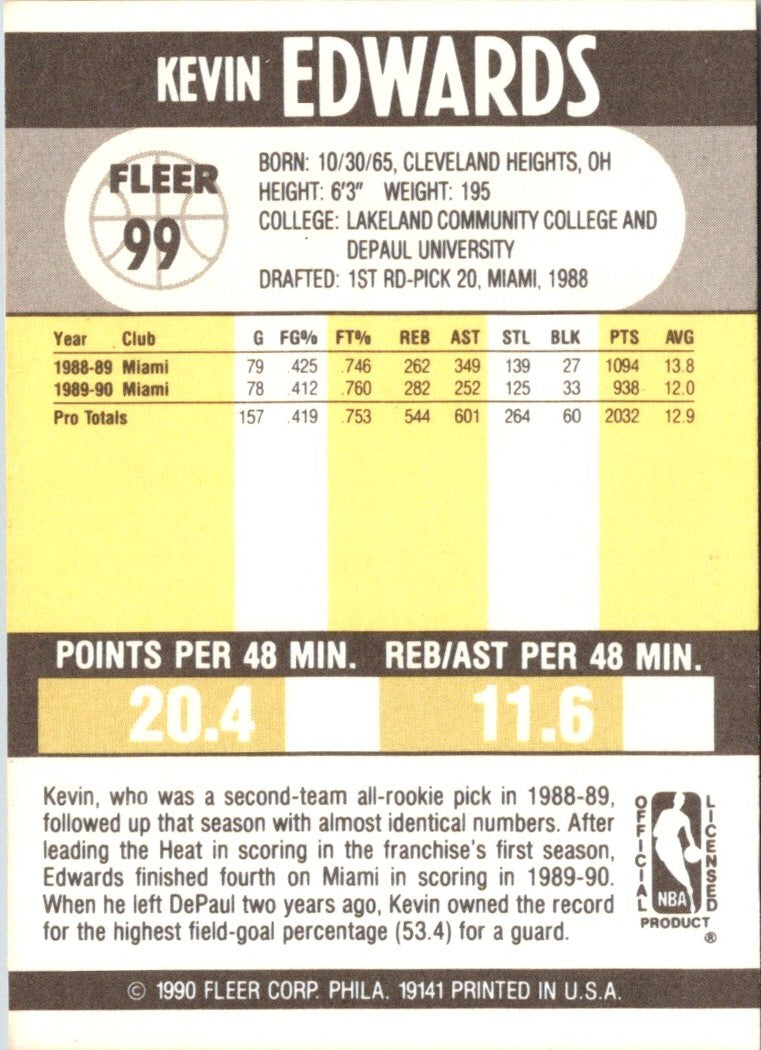 KEVIN EDWARDS
FLEER
99
BORN: 10/30/65, CLEVELAND HEIGHTS, OH
HEIGHT: 6'3" WEIGHT: 195
COLLEGE: LAKELAND COMMUNITY COLLEGE AND
DEPAUL UNIVERSITY
DRAFTED: 1ST RD-PICK 20, MIAMI, 1988
Year Club G FG% FT% REB AST STL BLK PTS AVG
1988-89 Miami 79 .425 .746 262 349 139 27 1094 13.8
1989-90 Miami 78 .412 .760 282 252 125 33 938 12.0
Pro Totals 157 .419 .753 544 601 264 60 2032 12.9
POINTS PER 48 MIN. REB/AST PER 48 MIN.
20.4 11.6
Kevin, who was a second-team all-rookie pick in 1988-89,
followed up that season with almost identical numbers. After
leading the Heat in scoring in the franchise's first season,
Edwards finished fourth on Miami in scoring in 1989-90.
When he left DePaul two years ago, Kevin owned the record
for the highest field-goal percentage (53.4) for a guard.
OFFICIAL
NBA
LICENSED
PRODUCT
®
© 1990 FLEER CORP. PHILA. 19141 PRINTED IN U.S.A.